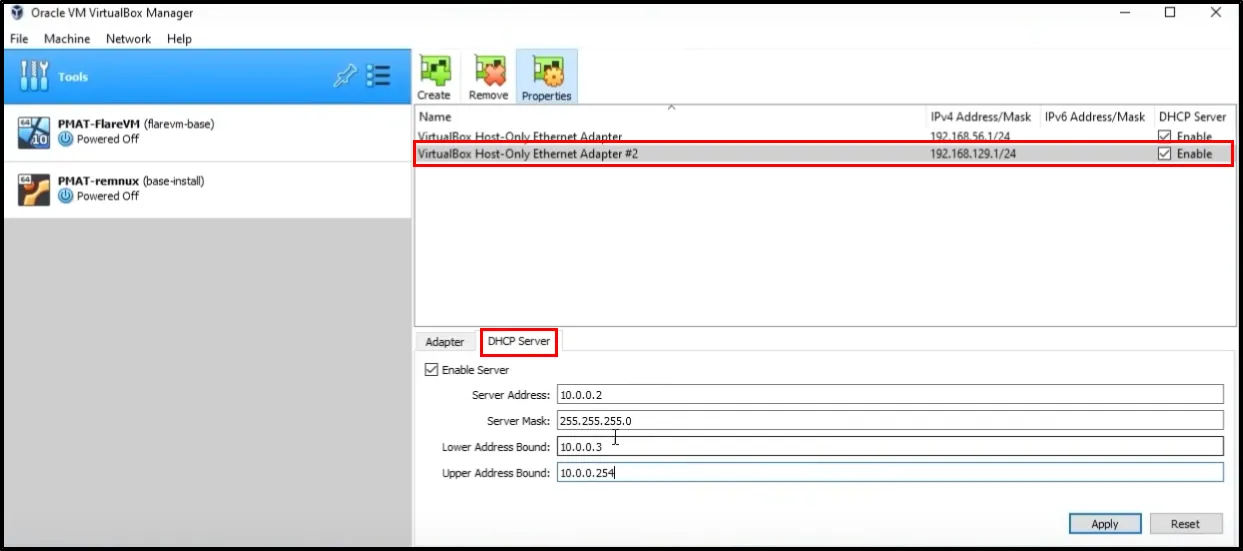 Oracle VM VirtualBox Manager
File Machine Network Help
Tools
Create Remove Properties
64 10 PMAT-FlareVM (flarevm-base)
Powered Off
64 PMAT-remnux (base-install)
Powered Off
Name IPv4 Address/Mask IPv6 Address/Mask DHCP Server
VirtualBox Host-Only Ethernet Adapter 192.168.56.1/24 Enable
VirtualBox Host-Only Ethernet Adapter #2 192.168.129.1/24 Enable
Adapter DHCP Server
Enable Server
Server Address: 10.0.0.2
Server Mask: 255.255.255.0
Lower Address Bound: 10.0.0.3
Upper Address Bound: 10.0.0.254
Apply Reset